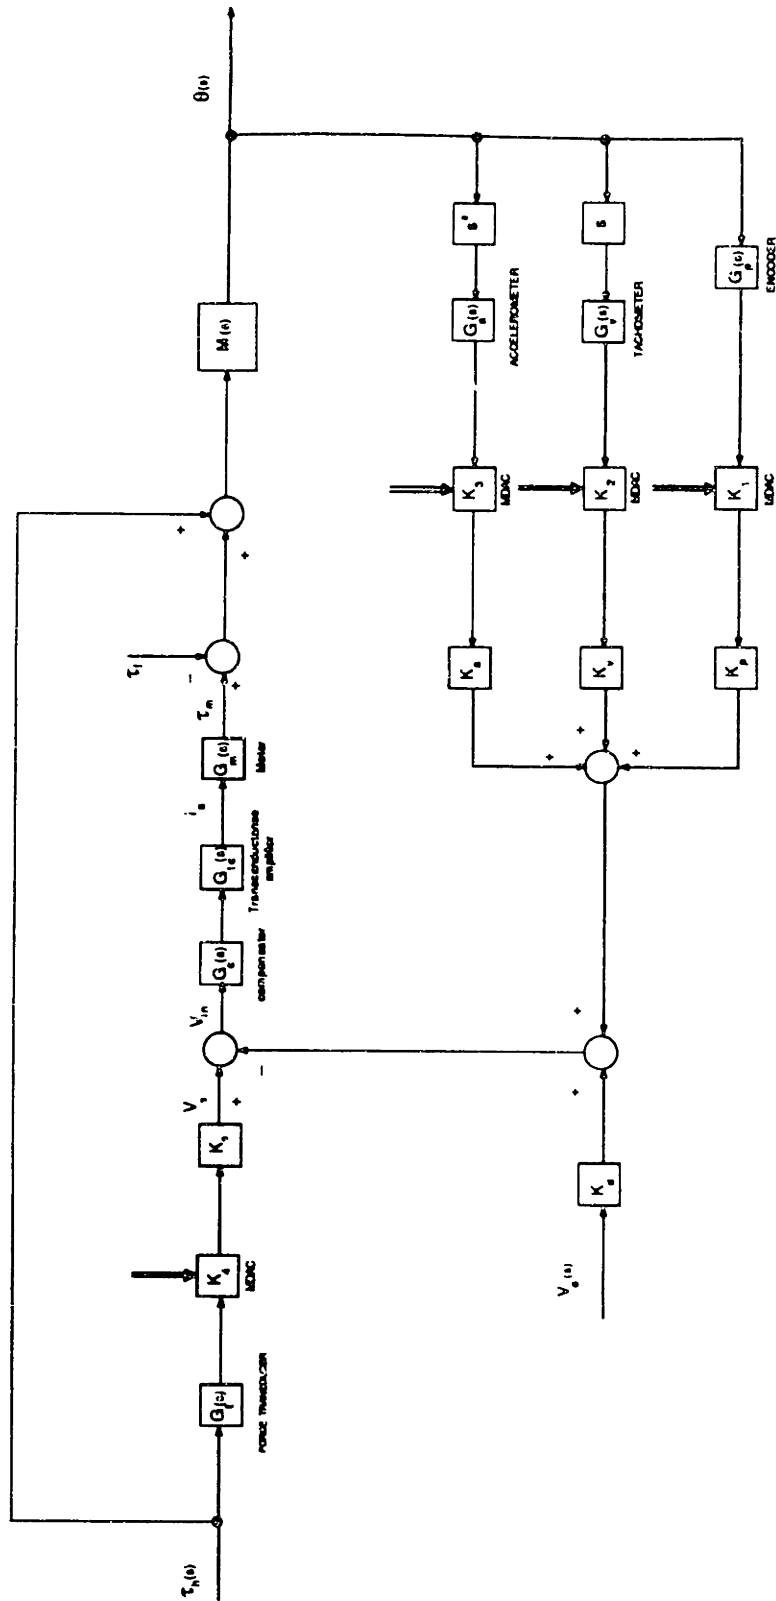 τ_h(s)
G_f(s)
FORCE TRANSDUCER
K_4
MDAC
K_s
V_s
+
−
V_in
G_c(s)
compensator
G_tc(s)
Transconductance amplifier
i_a
G_m(s)
Motor
τ_m
+
−
τ_f
+
+
M(s)
θ(s)
V_e(s)
K_e
+
+
+
+
+
K_a
K_3
MDAC
G_a(s)
ACCELEROMETER
s²
K_v
K_2
MDAC
G_v(s)
TACHOMETER
s
K_p
K_1
MDAC
G_p(s)
ENCODER